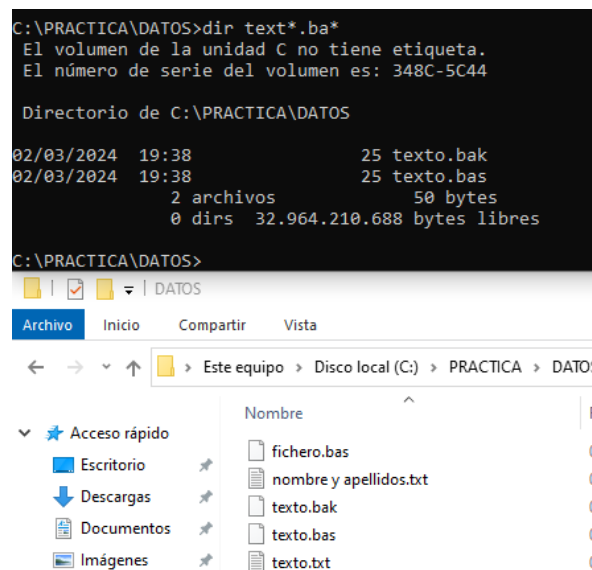 C:\PRACTICA\DATOS>dir text*.ba*
El volumen de la unidad C no tiene etiqueta.
El número de serie del volumen es: 348C-5C44
Directorio de C:\PRACTICA\DATOS
02/03/2024 19:38 25 texto.bak
02/03/2024 19:38 25 texto.bas
2 archivos 50 bytes
0 dirs 32.964.210.688 bytes libres
C:\PRACTICA\DATOS>
DATOS
Archivo Inicio Compartir Vista
Este equipo > Disco local (C:) > PRACTICA > DATOS
Nombre
Acceso rápido
fichero.bas
Escritorio
nombre y apellidos.txt
Descargas
texto.bak
Documentos
texto.bas
Imágenes
texto.txt